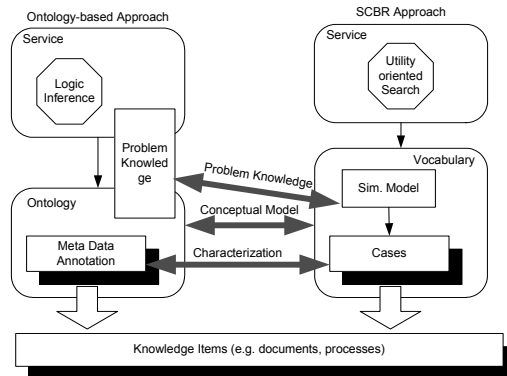 Ontology-based Approach
SCBR Approach
Service
Service
Logic
Inference
Utility
oriented
Search
Problem
Knowled
ge
Problem Knowledge
Vocabulary
Sim. Model
Ontology
Conceptual Model
Meta Data
Annotation
Characterization
Cases
Knowledge Items (e.g. documents, processes)